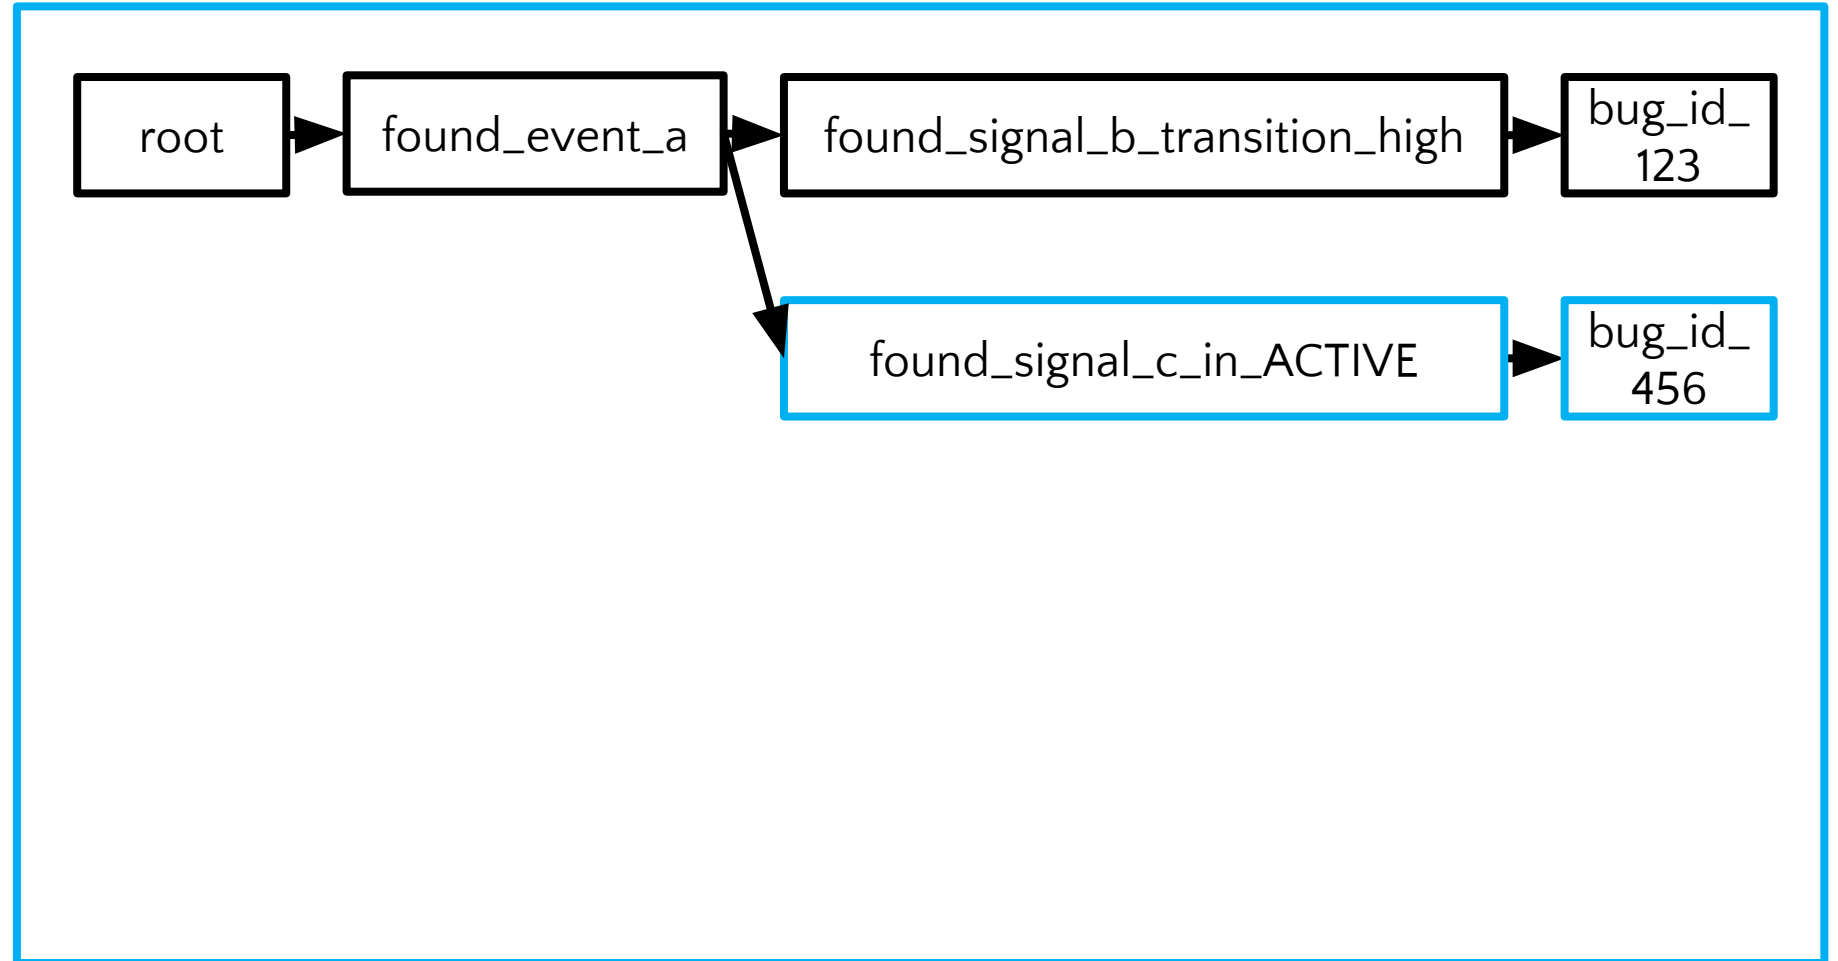 root
found_event_a
found_signal_b_transition_high
bug_id_
123
found_signal_c_in_ACTIVE
bug_id_
456